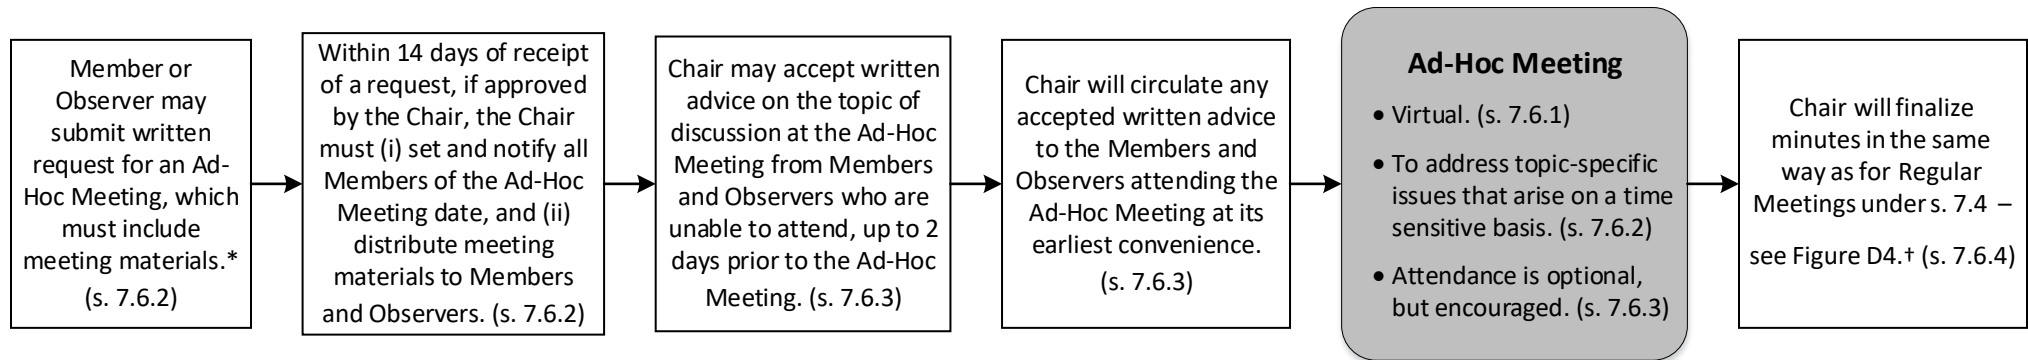 Member or
Observer may
submit written
request for an Ad-
Hoc Meeting, which
must include
meeting materials.*
(s. 7.6.2)
Within 14 days of receipt
of a request, if approved
by the Chair, the Chair
must (i) set and notify all
Members of the Ad-Hoc
Meeting date, and (ii)
distribute meeting
materials to Members
and Observers. (s. 7.6.2)
Chair may accept written
advice on the topic of
discussion at the Ad-Hoc
Meeting from Members
and Observers who are
unable to attend, up to 2
days prior to the Ad-Hoc
Meeting. (s. 7.6.3)
Chair will circulate any
accepted written advice
to the Members and
Observers attending the
Ad-Hoc Meeting at its
earliest convenience.
(s. 7.6.3)
Ad-Hoc Meeting
• Virtual. (s. 7.6.1)
• To address topic-specific
issues that arise on a time
sensitive basis. (s. 7.6.2)
• Attendance is optional,
but encouraged. (s. 7.6.3)
Chair will finalize
minutes in the same
way as for Regular
Meetings under s. 7.4 –
see Figure D4.† (s. 7.6.4)